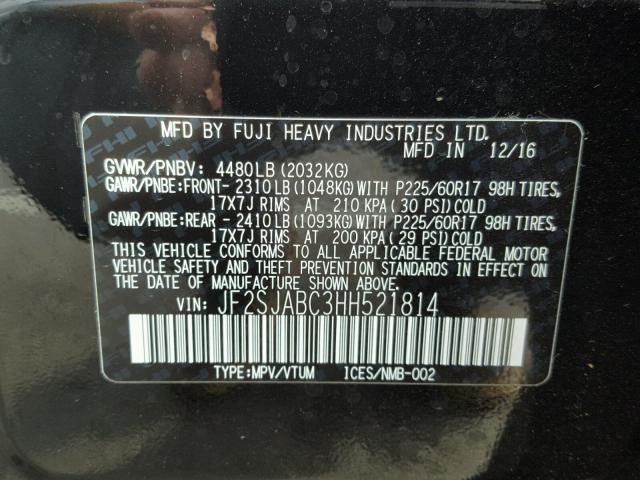 MFD BY FUJI HEAVY INDUSTRIES LTD.
MFD IN 12/16
GVWR/PNBV: 4480LB(2032KG)
GAWR/PNBE:FRONT- 2310LB(1048KG)WITH P225/60R17 98H TIRES,
17X7J RIMS AT 210 KPA( 30 PSI)COLD
GAWR/PNBE:REAR - 2410LB(1093KG)WITH P225/60R17 98H TIRES,
17X7J RIMS AT 200 KPA(29 PSI)COLD
THIS VEHICLE CONFORMS TO ALL APPLICABLE FEDERAL MOTOR
VEHICLE SAFETY AND THEFT PREVENTION STANDARDS IN EFFECT ON
THE DATE OF MANUFACTURE SHOWN ABOVE.
VIN: JF2SJABC3HH521814
TYPE:MPV/VTUM ICES/NMB-002